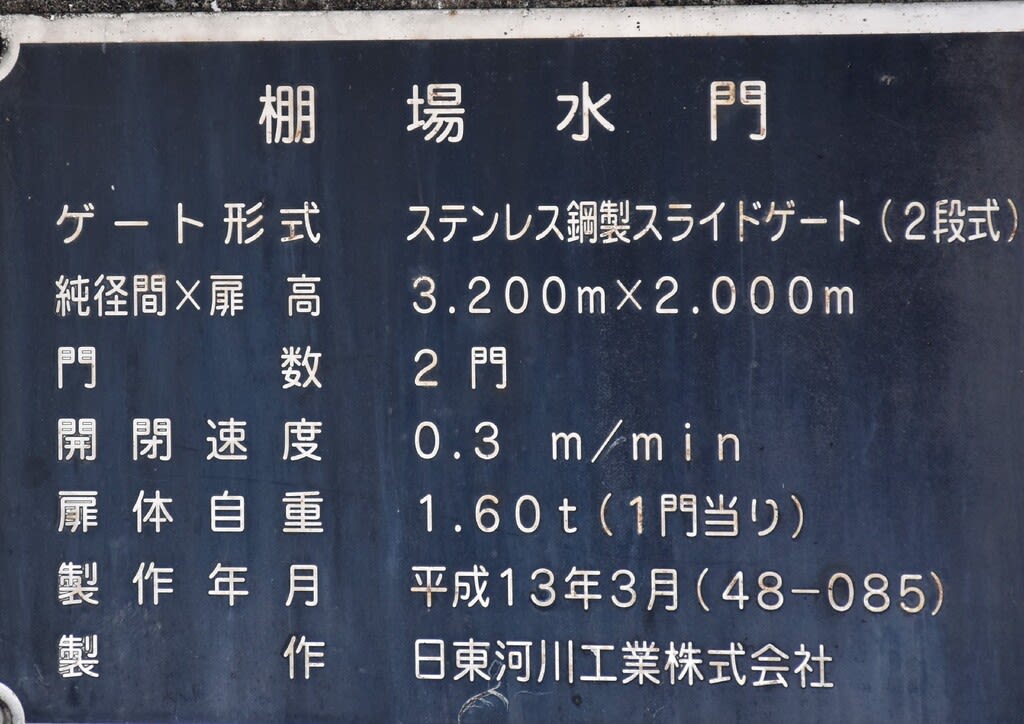 棚場水門
ゲート形式 ステンレス鋼製スライドゲート(2段式)
純径間×扉高 3.200m×2.000m
門数 2門
開閉速度 0.3 m/min
扉体自重 1.60t(1門当り)
製作年月 平成13年3月(48-085)
製作 日東河川工業株式会社